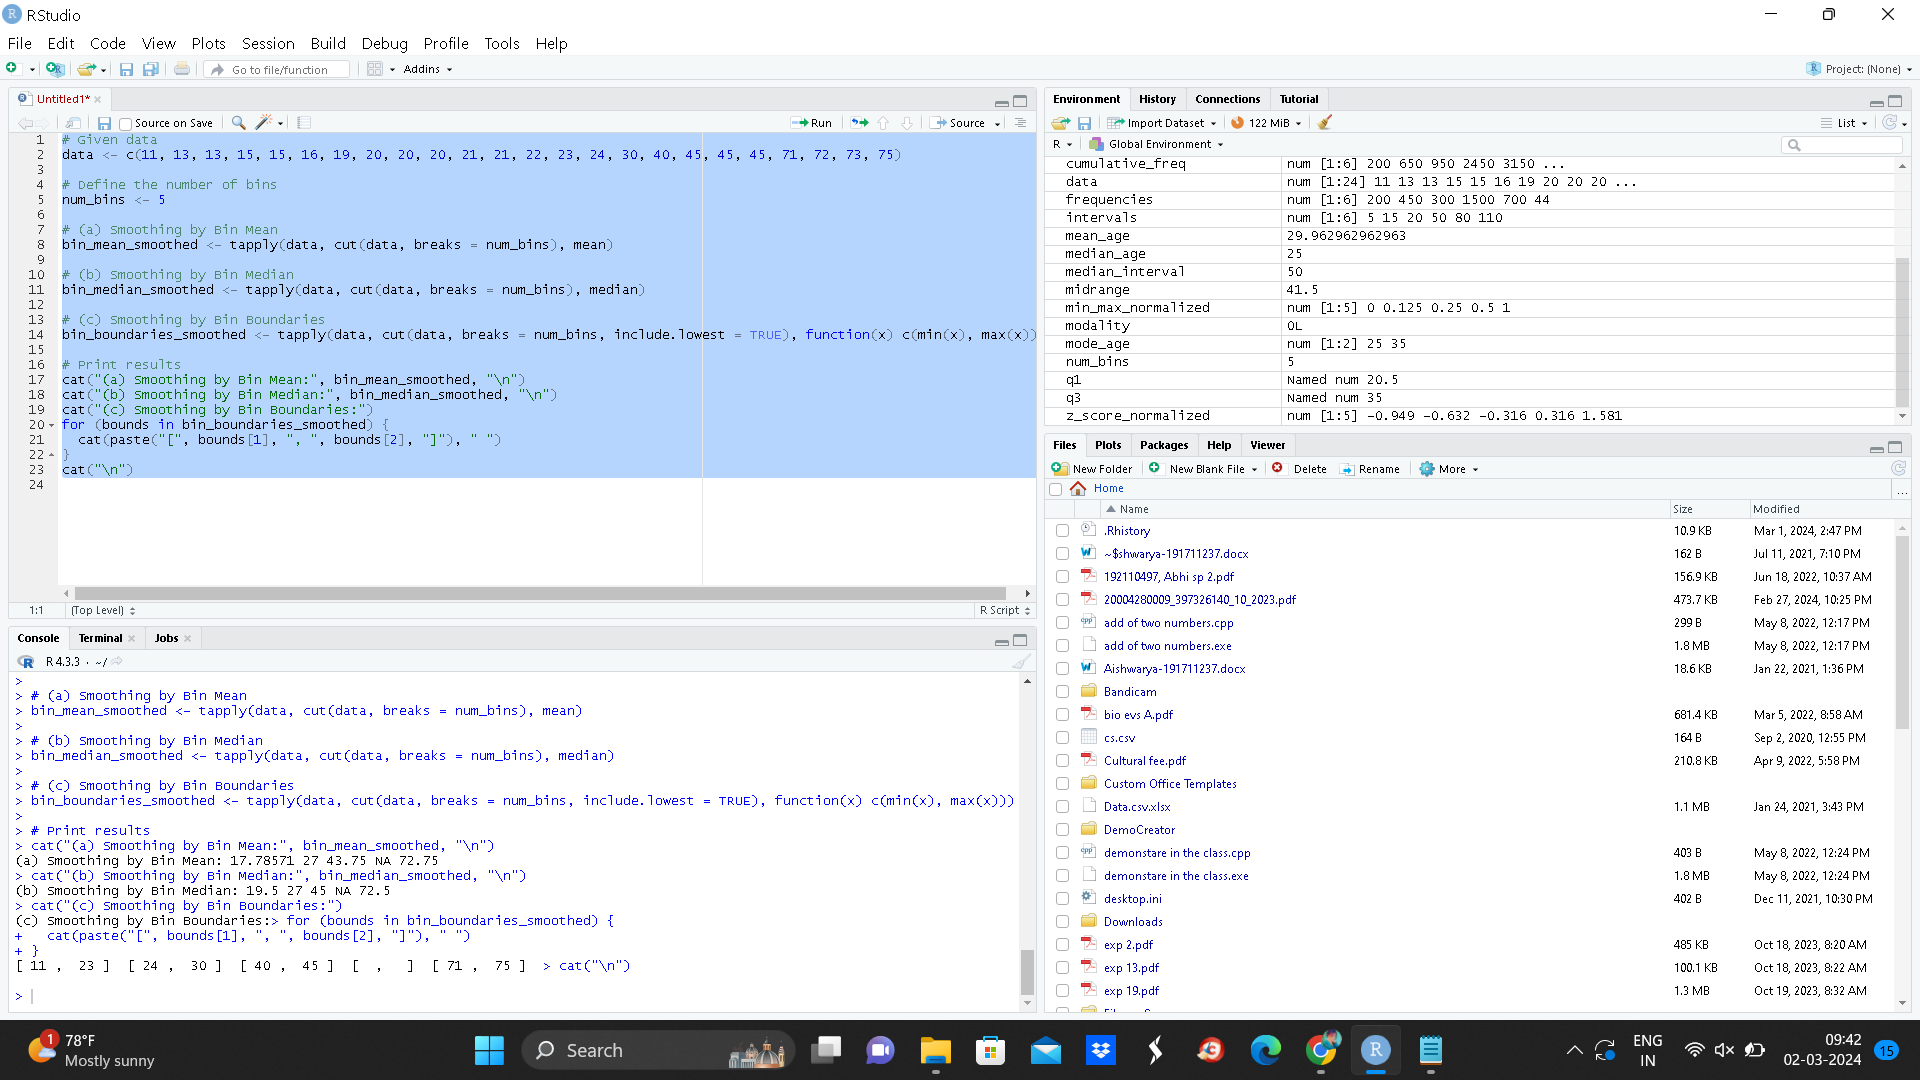 RStudio
File Edit Code View Plots Session Build Debug Profile Tools Help
Go to file/function Addins Project: (None)
Untitled1*
Source on Save Run Source
1 # Given data
2 data <- c(11, 13, 13, 15, 15, 16, 19, 20, 20, 20, 21, 21, 22, 23, 24, 30, 40, 45, 45, 45, 71, 72, 73, 75)
3
4 # Define the number of bins
5 num_bins <- 5
6
7 # (a) Smoothing by Bin Mean
8 bin_mean_smoothed <- tapply(data, cut(data, breaks = num_bins), mean)
9
10 # (b) Smoothing by Bin Median
11 bin_median_smoothed <- tapply(data, cut(data, breaks = num_bins), median)
12
13 # (c) Smoothing by Bin Boundaries
14 bin_boundaries_smoothed <- tapply(data, cut(data, breaks = num_bins, include.lowest = TRUE), function(x) c(min(x), max(x))
15
16 # Print results
17 cat("(a) Smoothing by Bin Mean:", bin_mean_smoothed, "\n")
18 cat("(b) Smoothing by Bin Median:", bin_median_smoothed, "\n")
19 cat("(c) Smoothing by Bin Boundaries:")
20 for (bounds in bin_boundaries_smoothed) {
21 cat(paste("[", bounds[1], ", ", bounds[2], "]"), " ")
22 }
23 cat("\n")
24
1:1 (Top Level) R Script
Console Terminal Jobs
R 4.3.3 · ~/
>
> # (a) Smoothing by Bin Mean
> bin_mean_smoothed <- tapply(data, cut(data, breaks = num_bins), mean)
>
> # (b) Smoothing by Bin Median
> bin_median_smoothed <- tapply(data, cut(data, breaks = num_bins), median)
>
> # (c) Smoothing by Bin Boundaries
> bin_boundaries_smoothed <- tapply(data, cut(data, breaks = num_bins, include.lowest = TRUE), function(x) c(min(x), max(x)))
>
> # Print results
> cat("(a) Smoothing by Bin Mean:", bin_mean_smoothed, "\n")
(a) Smoothing by Bin Mean: 17.78571 27 43.75 NA 72.75
> cat("(b) Smoothing by Bin Median:", bin_median_smoothed, "\n")
(b) Smoothing by Bin Median: 19.5 27 45 NA 72.5
> cat("(c) Smoothing by Bin Boundaries:")
(c) Smoothing by Bin Boundaries:> for (bounds in bin_boundaries_smoothed) {
+ cat(paste("[", bounds[1], ", ", bounds[2], "]"), " ")
+ }
[ 11 , 23 ] [ 24 , 30 ] [ 40 , 45 ] [ , ] [ 71 , 75 ] > cat("\n")
>
Environment History Connections Tutorial
Import Dataset 122 MiB List
R Global Environment
cumulative_freq num [1:6] 200 650 950 2450 3150 ...
data num [1:24] 11 13 13 15 15 16 19 20 20 20 ...
frequencies num [1:6] 200 450 300 1500 700 44
intervals num [1:6] 5 15 20 50 80 110
mean_age 29.962962962963
median_age 25
median_interval 50
midrange 41.5
min_max_normalized num [1:5] 0 0.125 0.25 0.5 1
modality 0L
mode_age num [1:2] 25 35
num_bins 5
q1 Named num 20.5
q3 Named num 35
z_score_normalized num [1:5] -0.949 -0.632 -0.316 0.316 1.581
Files Plots Packages Help Viewer
New Folder New Blank File Delete Rename More
Home ...
Name Size Modified
.Rhistory 10.9 KB Mar 1, 2024, 2:47 PM
~$shwarya-191711237.docx 162 B Jul 11, 2021, 7:10 PM
192110497, Abhi sp 2.pdf 156.9 KB Jun 18, 2022, 10:37 AM
20004280009_397326140_10_2023.pdf 473.7 KB Feb 27, 2024, 10:25 PM
add of two numbers.cpp 299 B May 8, 2022, 12:17 PM
add of two numbers.exe 1.8 MB May 8, 2022, 12:17 PM
Aishwarya-191711237.docx 18.6 KB Jan 22, 2021, 1:36 PM
Bandicam
bio evs A.pdf 681.4 KB Mar 5, 2022, 8:58 AM
cs.csv 164 B Sep 2, 2020, 12:55 PM
Cultural fee.pdf 210.8 KB Apr 9, 2022, 5:58 PM
Custom Office Templates
Data.csv.xlsx 1.1 MB Jan 24, 2021, 3:43 PM
DemoCreator
demonstare in the class.cpp 403 B May 8, 2022, 12:24 PM
demonstare in the class.exe 1.8 MB May 8, 2022, 12:24 PM
desktop.ini 402 B Dec 11, 2021, 10:30 PM
Downloads
exp 2.pdf 485 KB Oct 18, 2023, 8:20 AM
exp 13.pdf 100.1 KB Oct 18, 2023, 8:22 AM
exp 19.pdf 1.3 MB Oct 19, 2023, 8:32 AM
1 78°F
Mostly sunny
Search
ENG
IN
09:42
02-03-2024
15